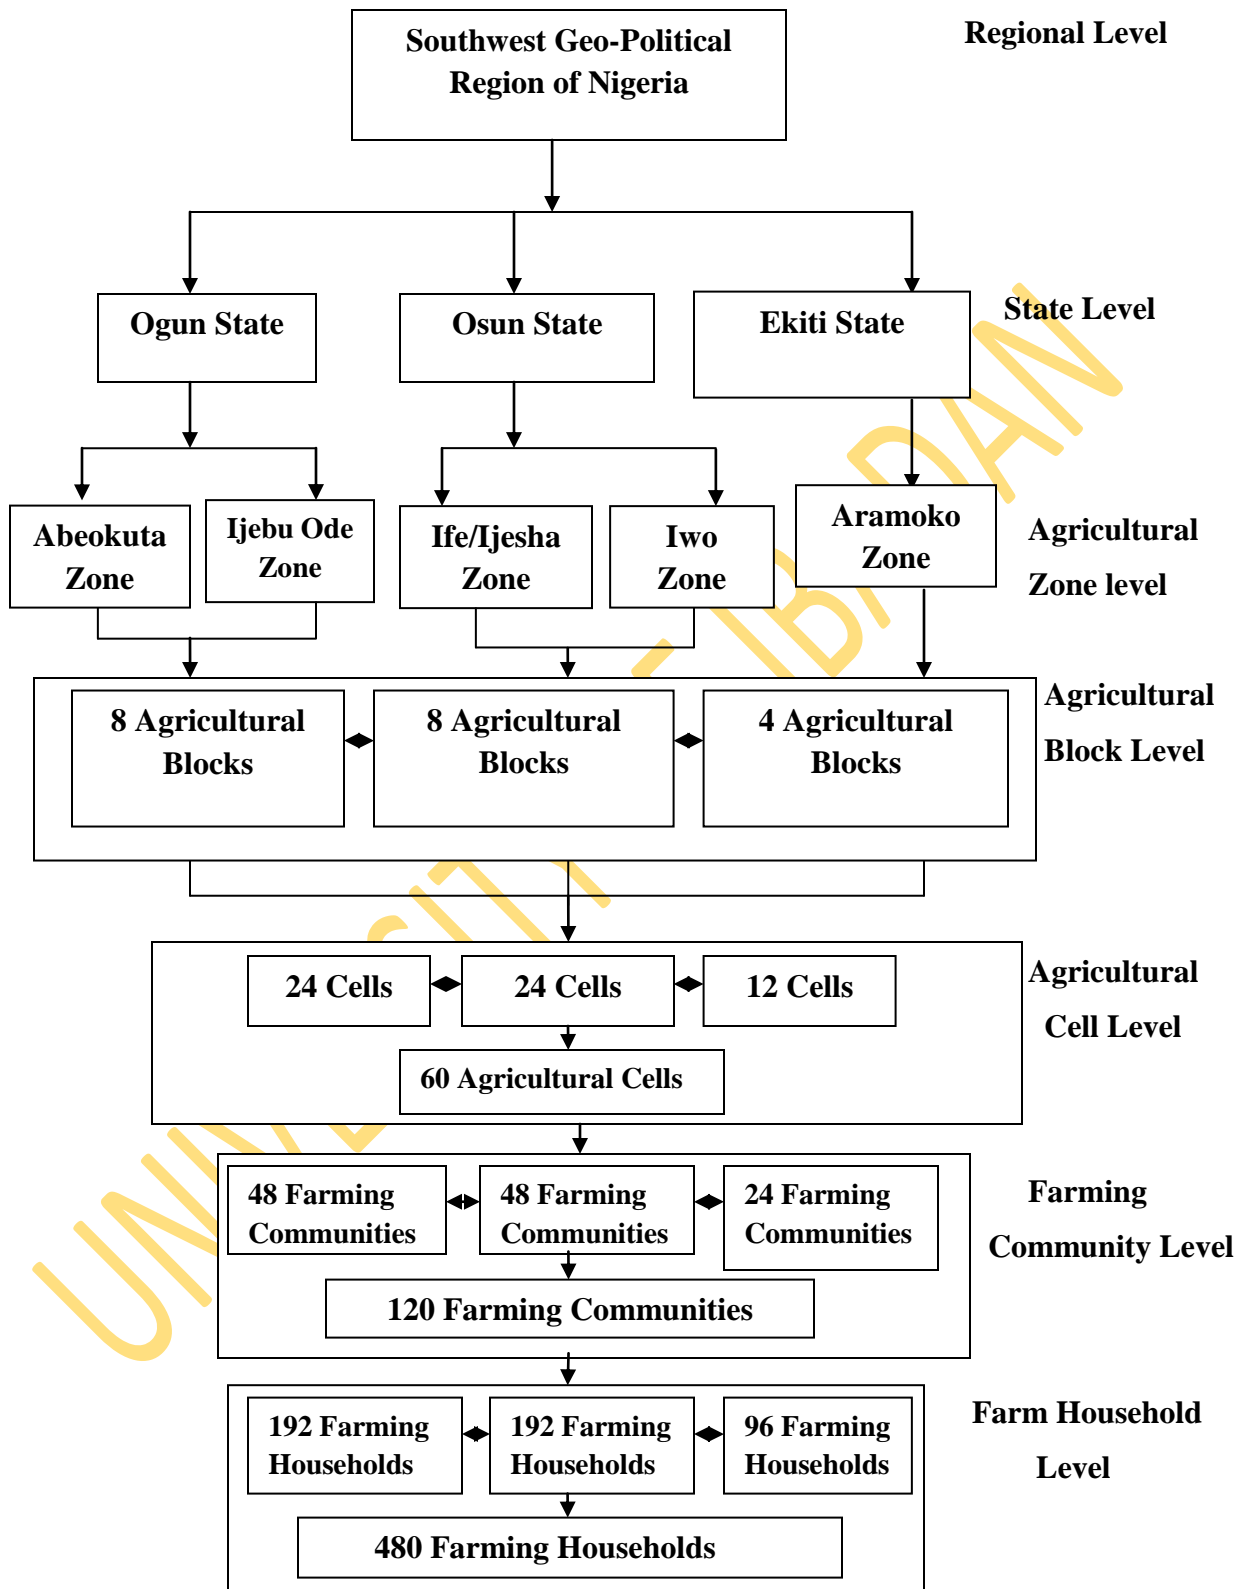 Southwest Geo-Political
Region of Nigeria
Regional Level
Ogun State
Osun State
Ekiti State
State Level
Abeokuta
Zone
Ijebu Ode
Zone
Ife/Ijesha
Zone
Iwo
Zone
Aramoko
Zone
Agricultural
Zone level
8 Agricultural
Blocks
8 Agricultural
Blocks
4 Agricultural
Blocks
Agricultural
Block Level
24 Cells
24 Cells
12 Cells
60 Agricultural Cells
Agricultural
Cell Level
48 Farming
Communities
48 Farming
Communities
24 Farming
Communities
120 Farming Communities
Farming
Community Level
192 Farming
Households
192 Farming
Households
96 Farming
Households
480 Farming Households
Farm Household
Level
UNIVERSITY OF IBADAN